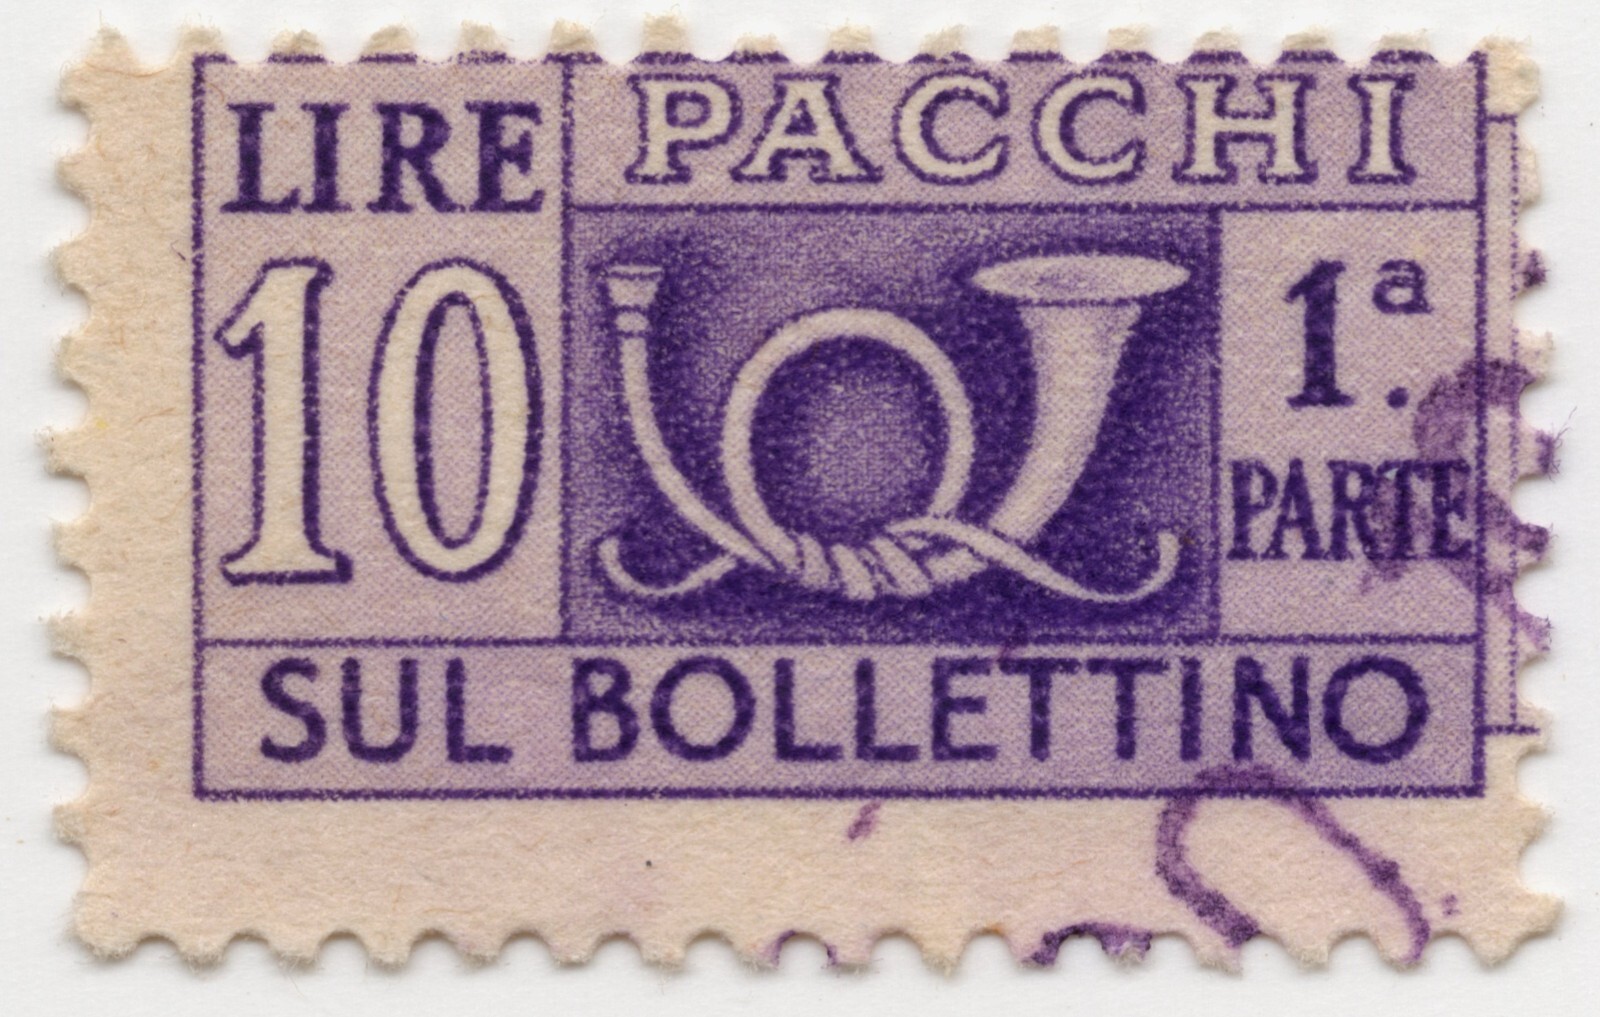 LIRE
10
PACCHI
1ª.
PARTE
SUL BOLLETTINO